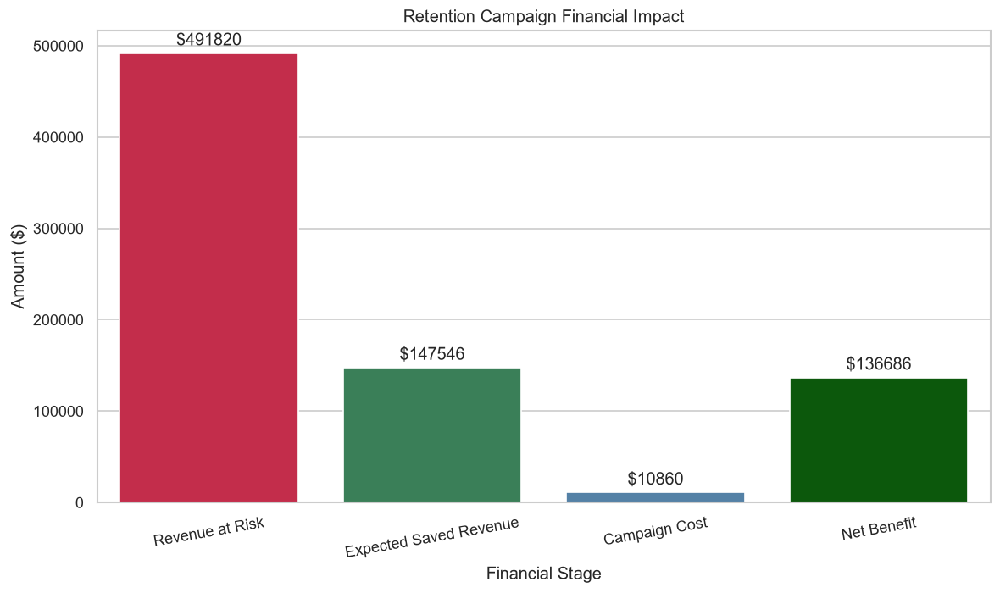 Retention Campaign Financial Impact
$491820
$147546
$10860
$136686
500000
400000
300000
200000
100000
0
Amount ($)
Revenue at Risk
Expected Saved Revenue
Campaign Cost
Net Benefit
Financial Stage